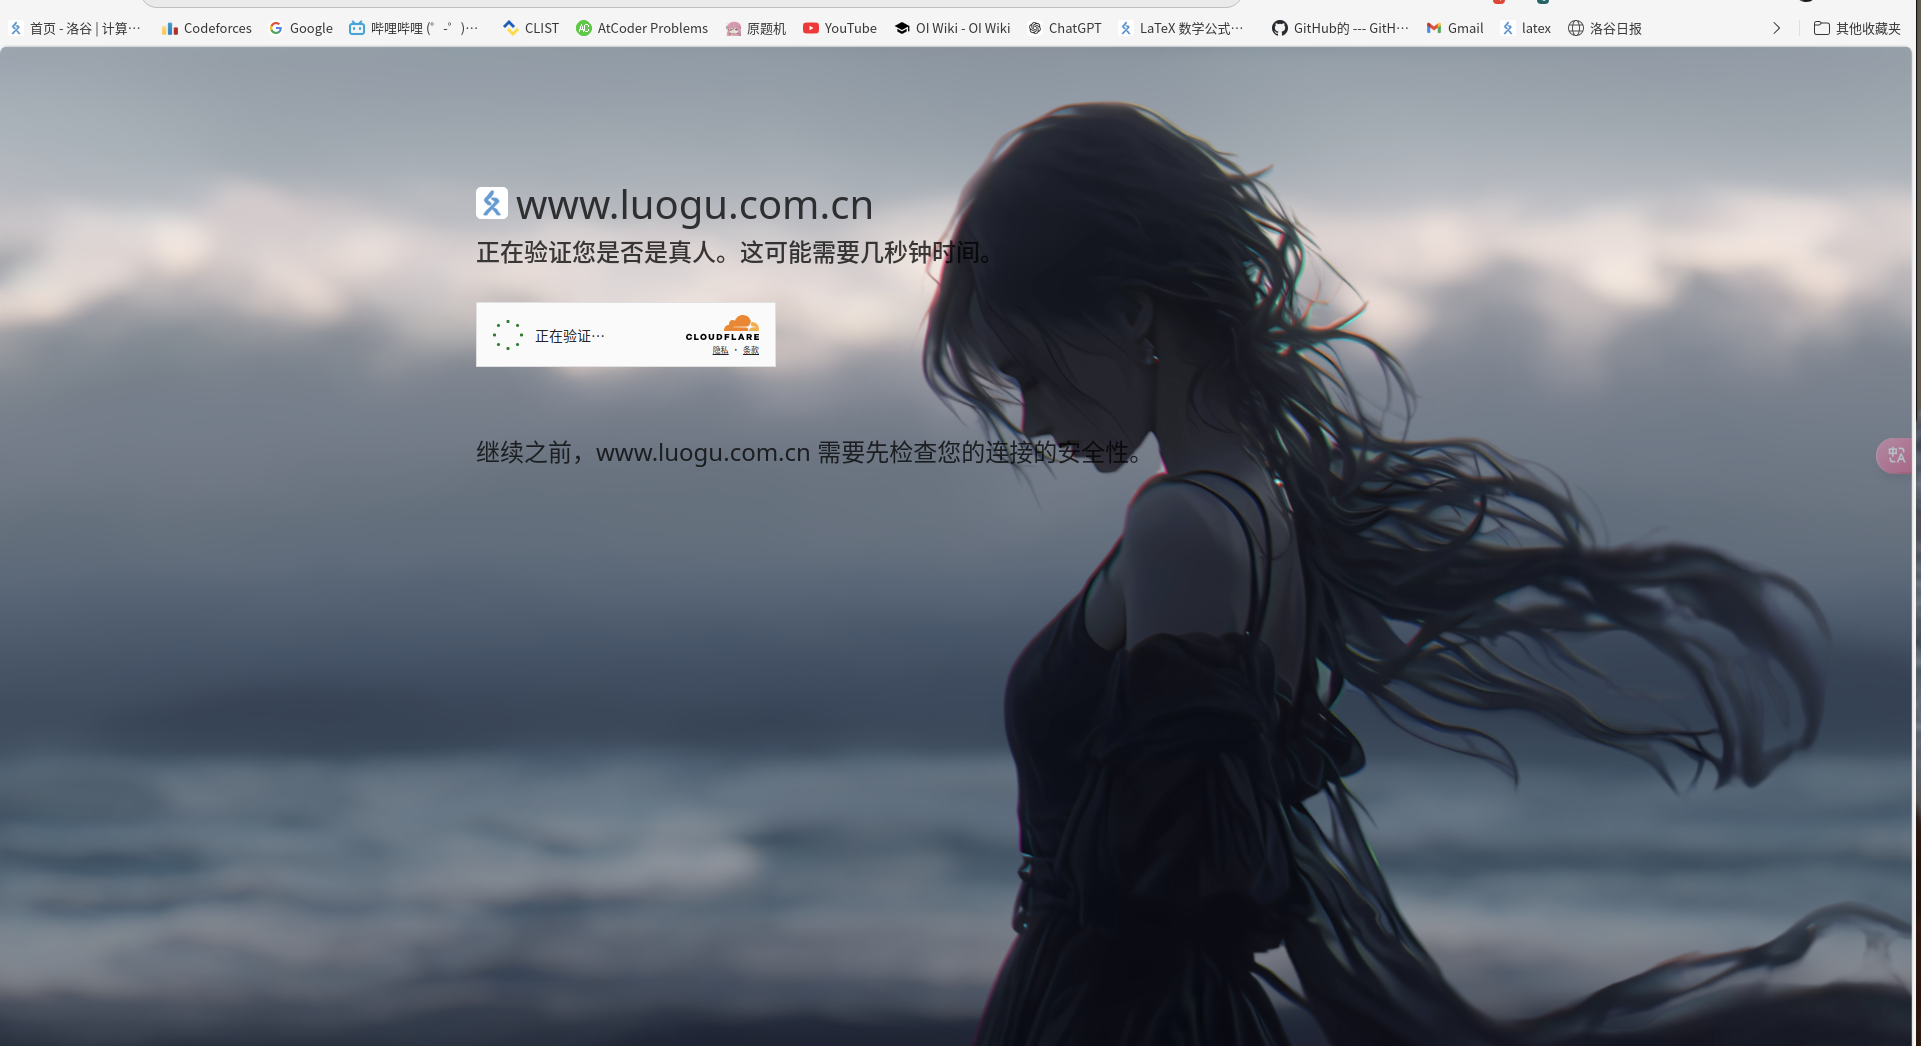 首页 - 洛谷 | 计算… Codeforces Google 哔哩哔哩 (゜-゜)… CLIST AtCoder Problems 原题机 YouTube OI Wiki - OI Wiki ChatGPT LaTeX 数学公式… GitHub的 --- GitH… Gmail latex 洛谷日报 其他收藏夹
www.luogu.com.cn
正在验证您是否是真人。这可能需要几秒钟时间。
正在验证…
CLOUDFLARE
隐私 · 条款
继续之前，www.luogu.com.cn 需要先检查您的连接的安全性。